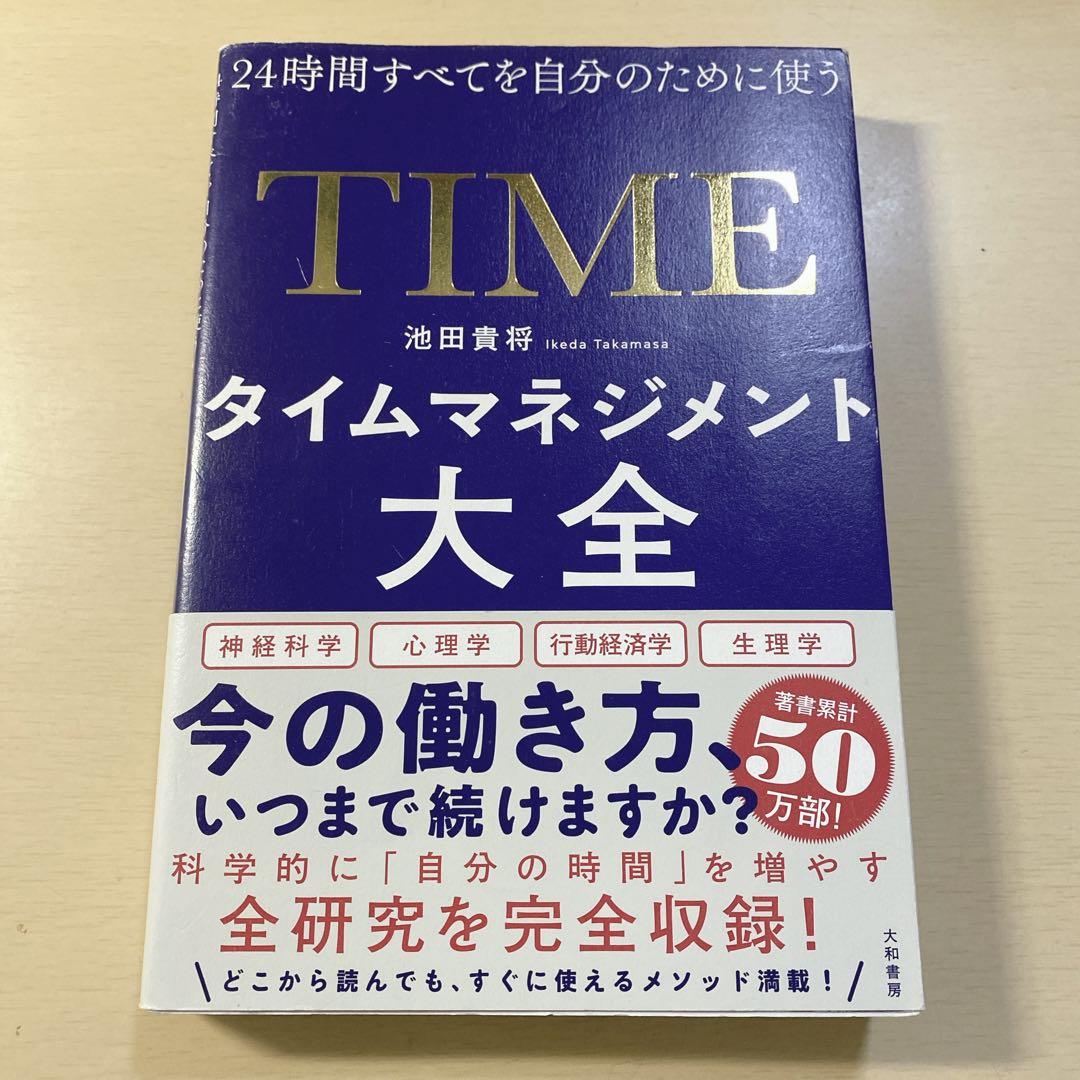 24時間すべてを自分のために使う
TIME
池田貴将 Ikeda Takamasa
タイムマネジメント
大全
神経科学 心理学 行動経済学 生理学
今の働き方、
いつまで続けますか?
著書累計
50
万部!
科学的に「自分の時間」を増やす
全研究を完全収録!
\どこから読んでも、すぐに使えるメソッド満載!/
大和書房